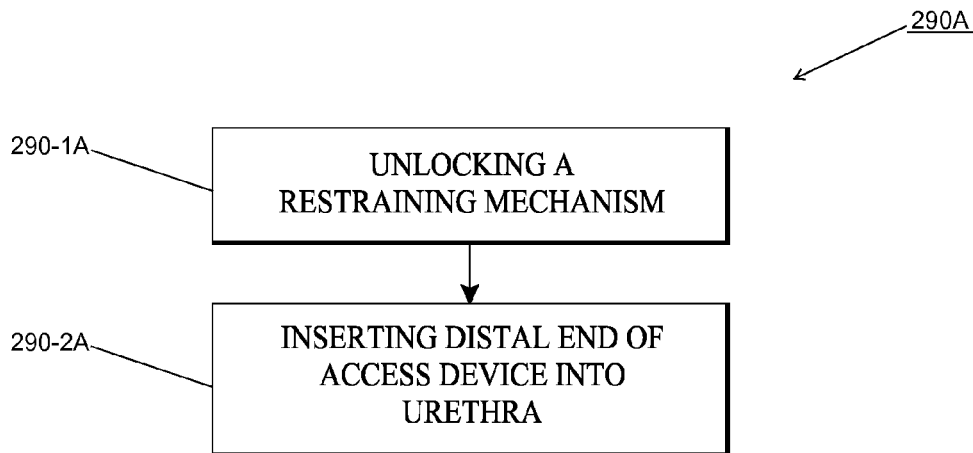 290A
290-1A
UNLOCKING A
RESTRAINING MECHANISM
290-2A
INSERTING DISTAL END OF
ACCESS DEVICE INTO
URETHRA